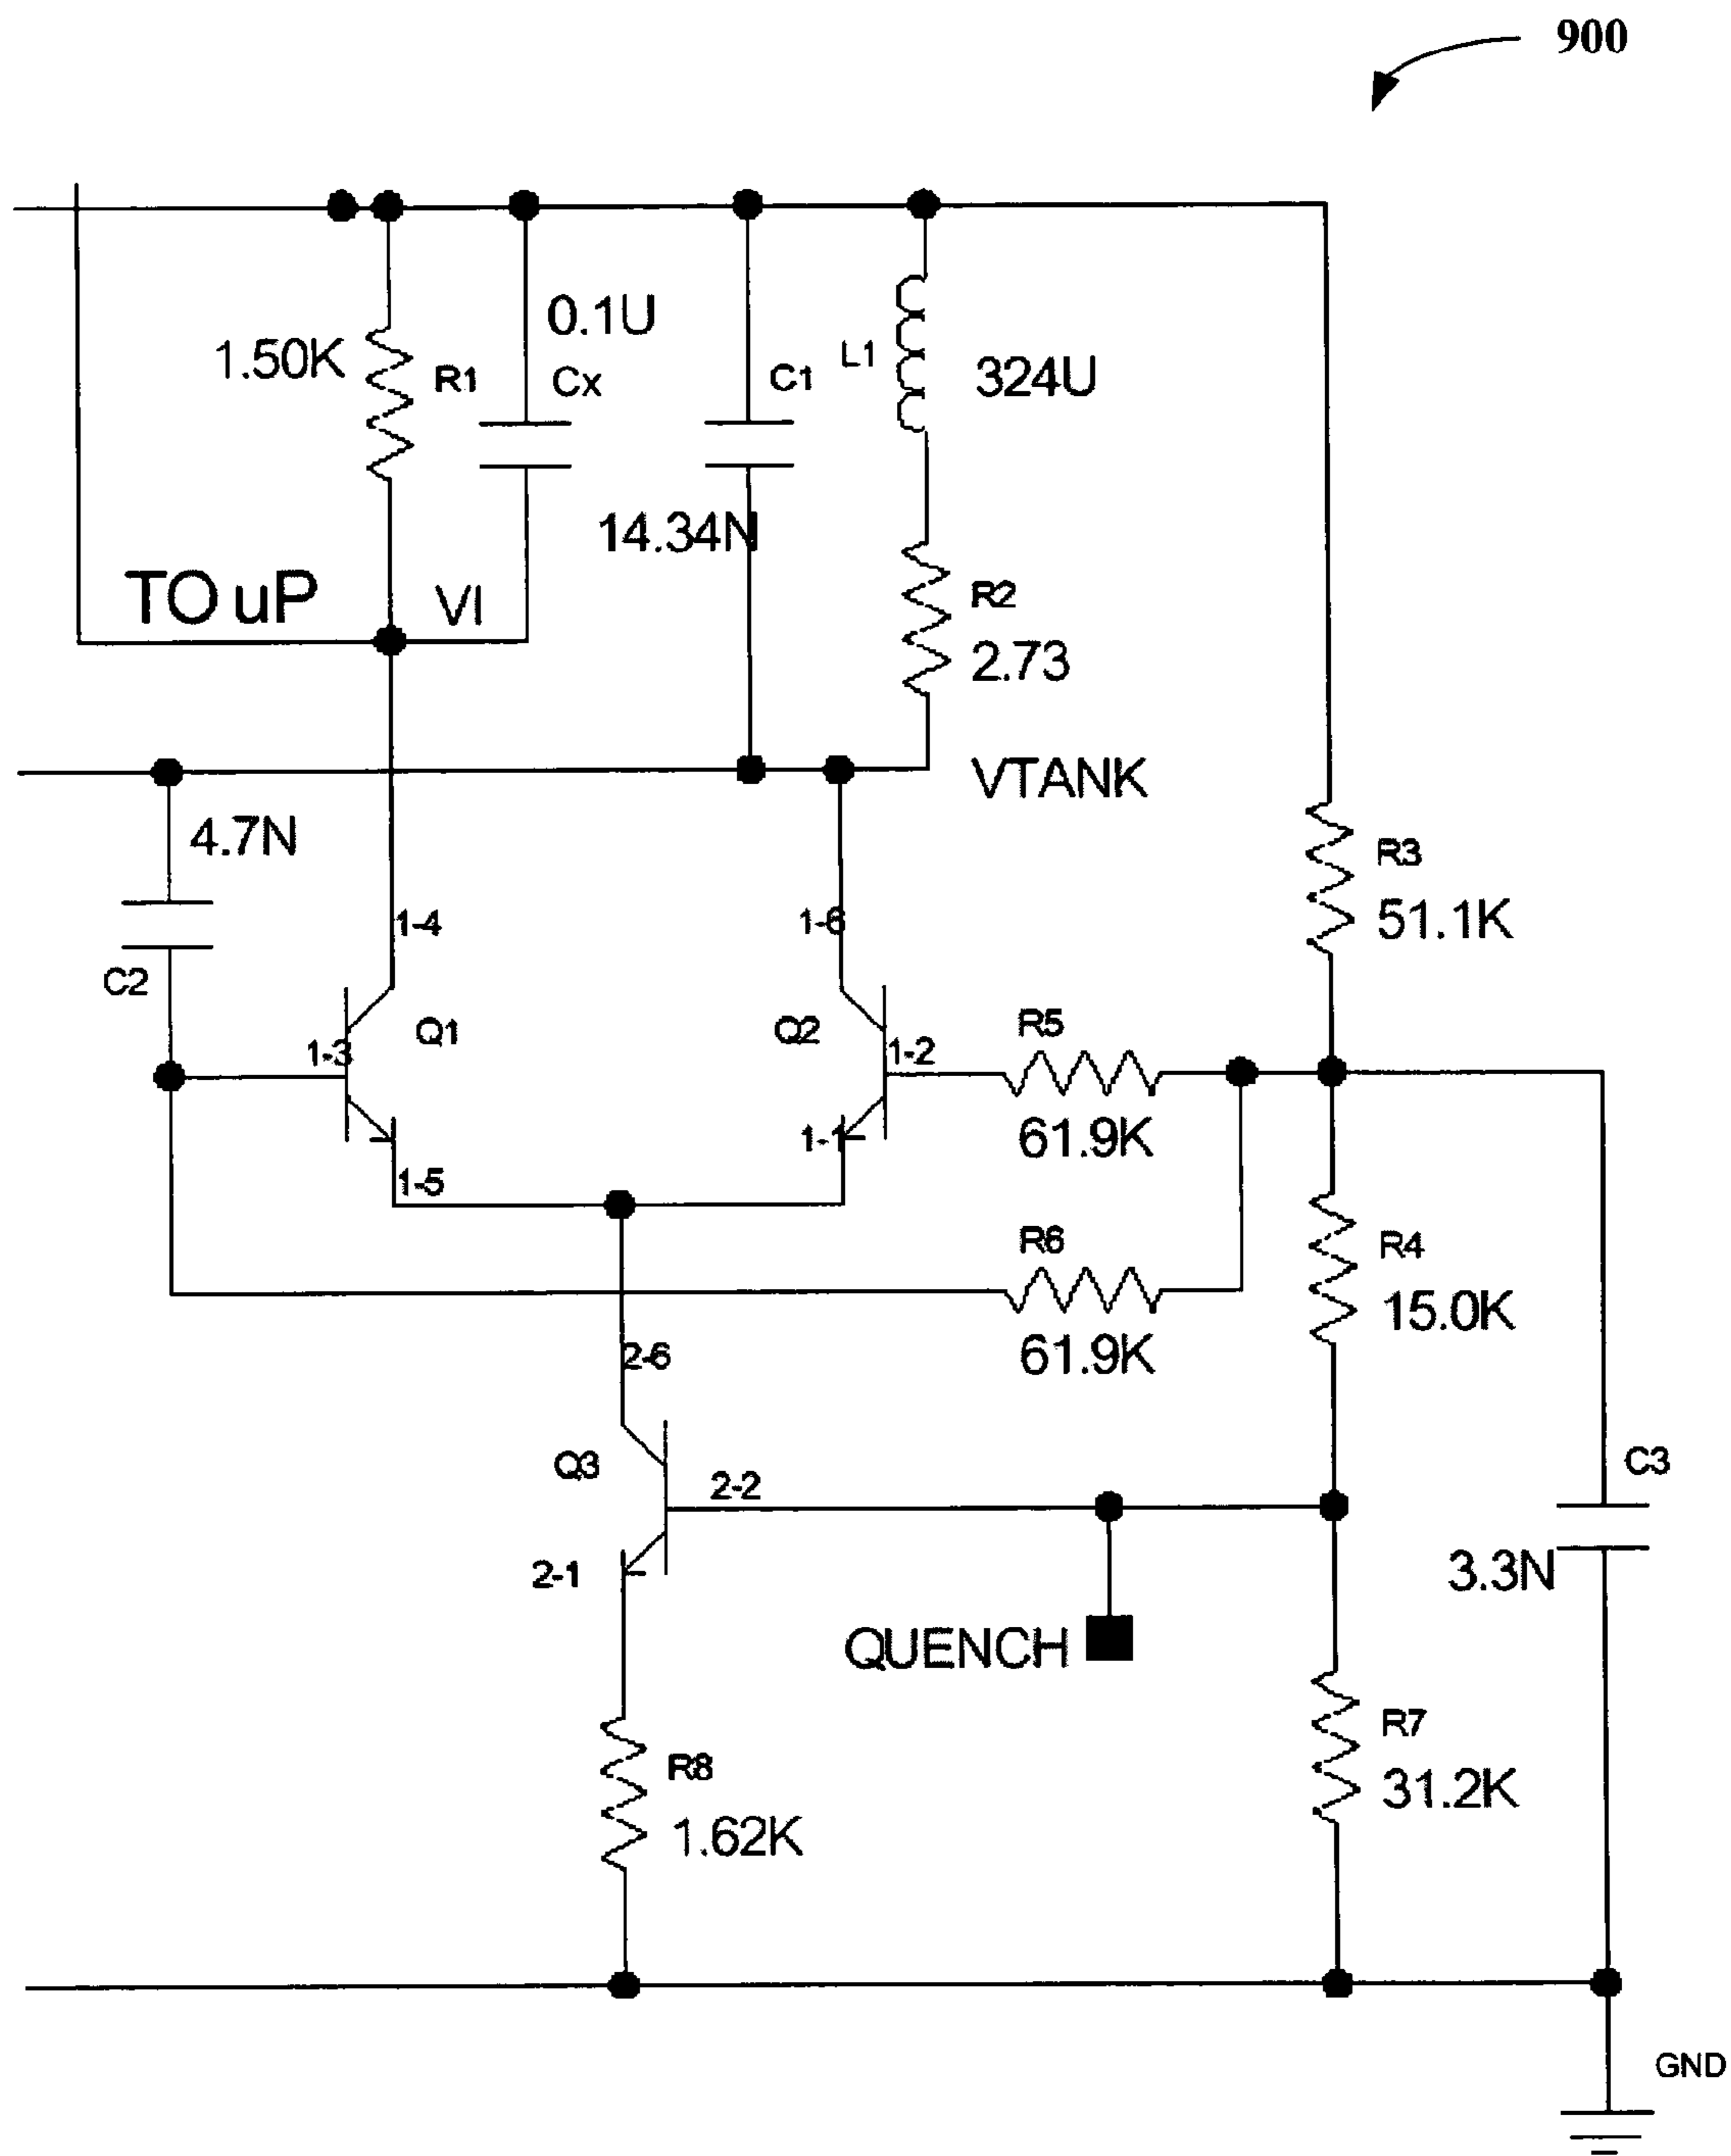 900
0.1U
1.50K
R1
Cx
C1
L1
324U
14.34N
TO uP
VI
R2
2.73
VTANK
4.7N
R3
51.1K
1-4
1-6
C2
Q1
Q2
R5
1-3
1-2
61.9K
1-1
1-5
R6
R4
15.0K
61.9K
2-6
Q3
2-2
C3
2-1
3.3N
QUENCH
R7
R8
31.2K
1.62K
GND